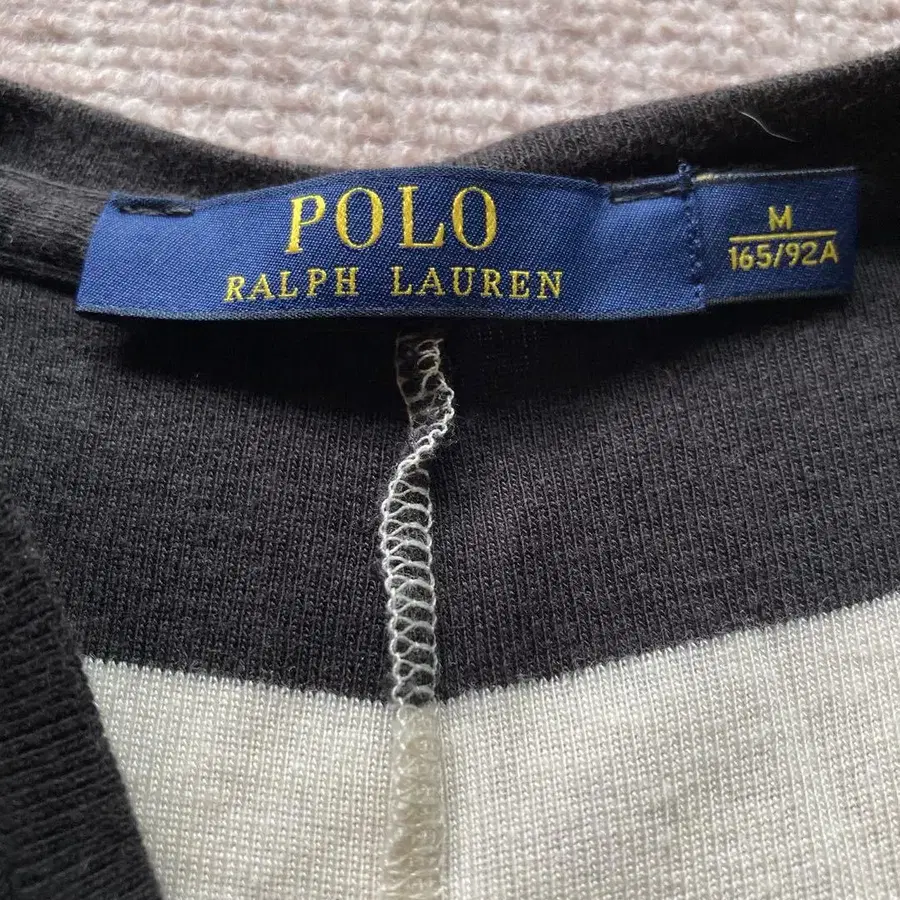 POLO
RALPH LAUREN
M
165/92A